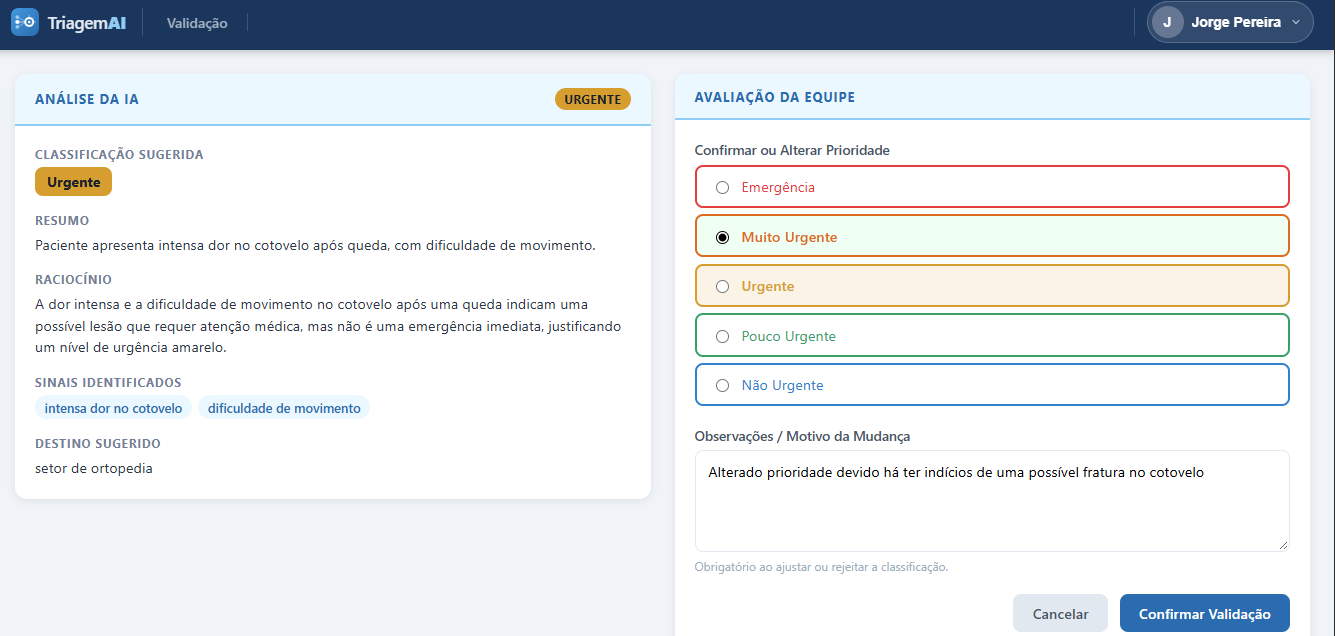 TriagemAI
Validação
J
Jorge Pereira
ANÁLISE DA IA
URGENTE
CLASSIFICAÇÃO SUGERIDA
Urgente
RESUMO
Paciente apresenta intensa dor no cotovelo após queda, com dificuldade de movimento.
RACIOCÍNIO
A dor intensa e a dificuldade de movimento no cotovelo após uma queda indicam uma
possível lesão que requer atenção médica, mas não é uma emergência imediata, justificando
um nível de urgência amarelo.
SINAIS IDENTIFICADOS
intensa dor no cotovelo
dificuldade de movimento
DESTINO SUGERIDO
setor de ortopedia
AVALIAÇÃO DA EQUIPE
Confirmar ou Alterar Prioridade
Emergência
Muito Urgente
Urgente
Pouco Urgente
Não Urgente
Observações / Motivo da Mudança
Alterado prioridade devido há ter indícios de uma possível fratura no cotovelo
Obrigatório ao ajustar ou rejeitar a classificação.
Cancelar
Confirmar Validação